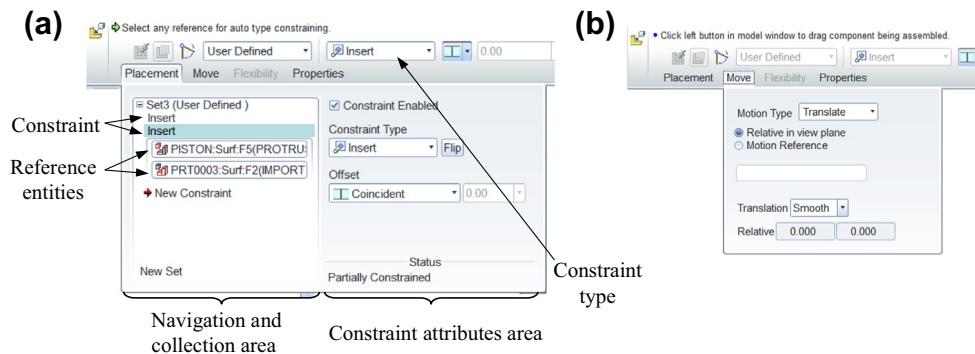 (a)
Select any reference for auto type constraining.
User Defined
Insert
0.00
Placement Move Flexibility Properties
Set3 (User Defined )
Insert
Insert
PISTON:Surf:F5(PROTRU
PRT0003:Surf:F2(IMPORT
New Constraint
New Set
Constraint Enabled
Constraint Type
Insert
Flip
Offset
Coincident
0.00
Status
Partially Constrained
Constraint
Reference
entities
Constraint
type
Navigation and
collection area
Constraint attributes area
(b)
Click left button in model window to drag component being assembled.
User Defined
Insert
Placement Move Flexibility Properties
Motion Type Translate
Relative in view plane
Motion Reference
Translation Smooth
Relative 0.000 0.000